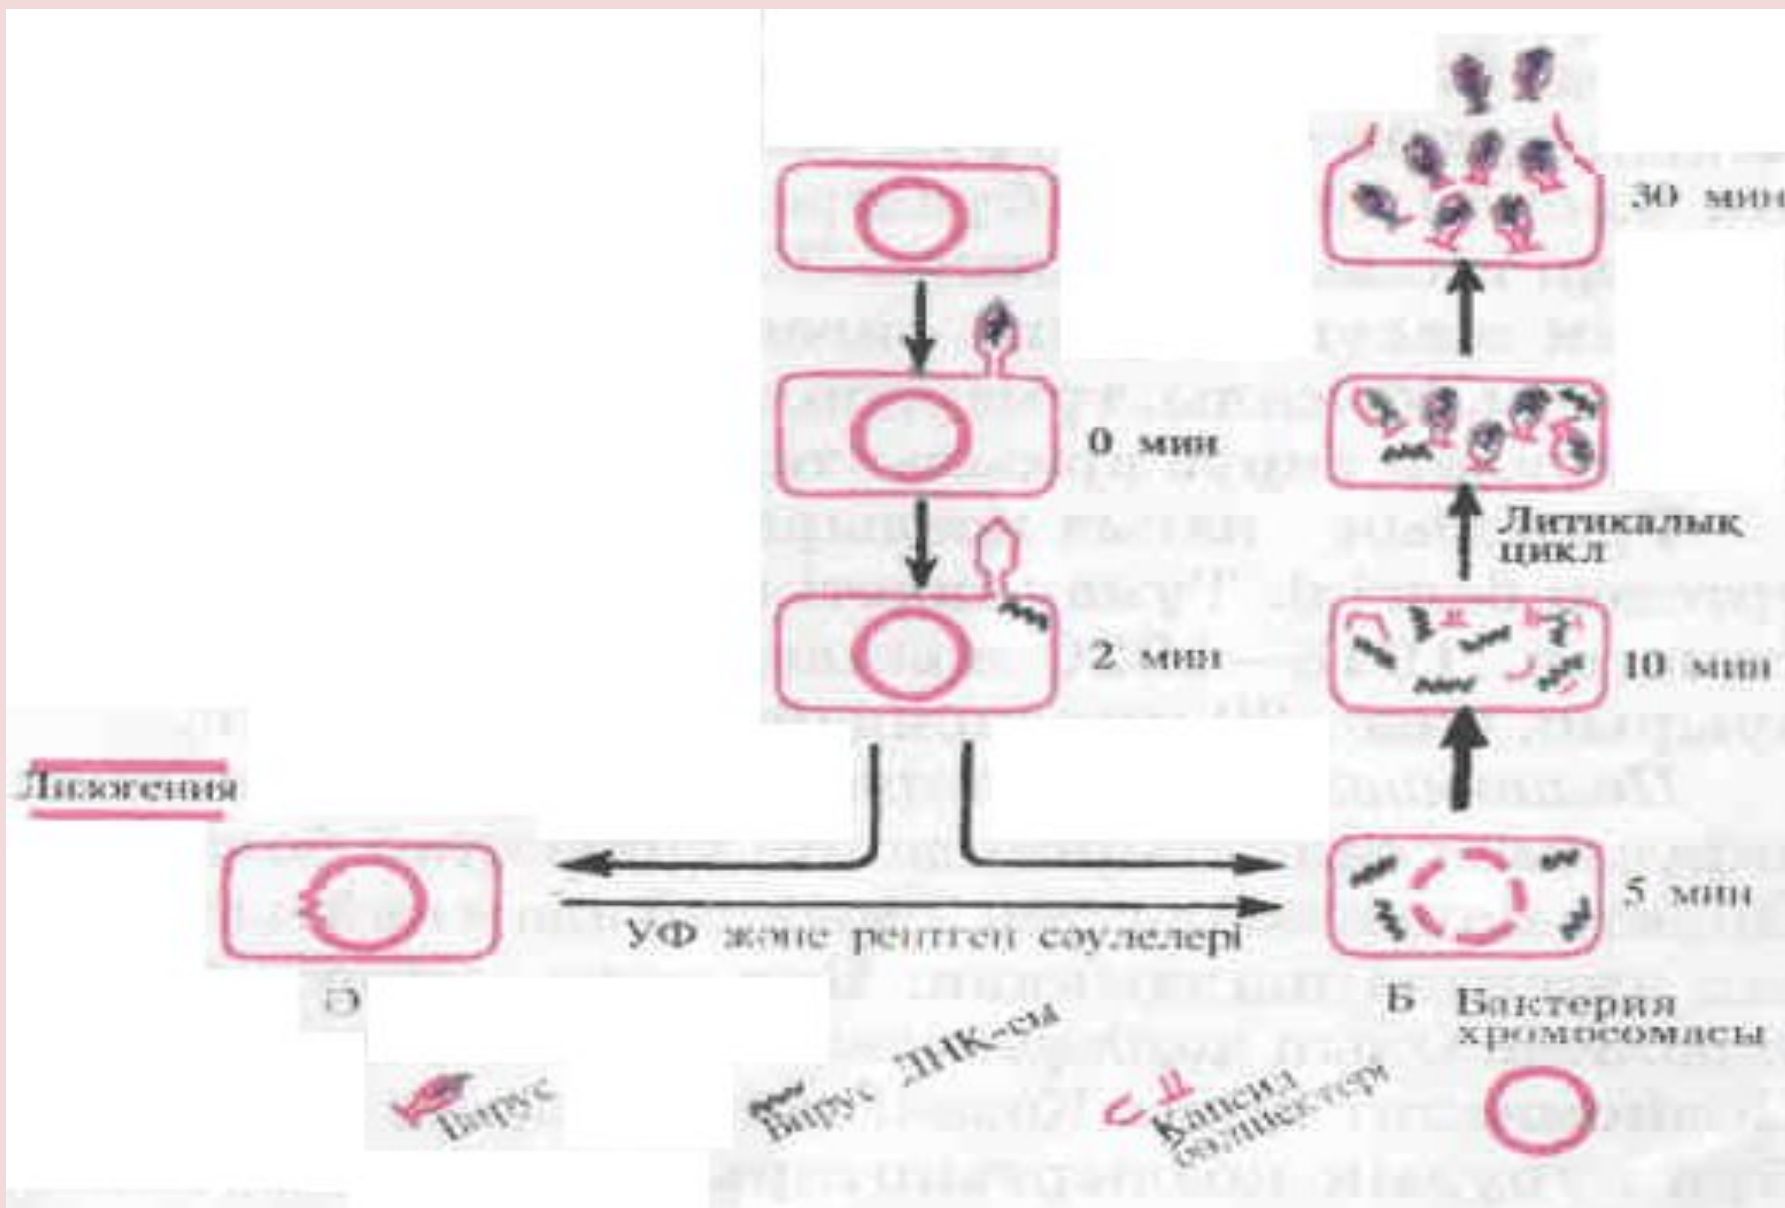 30 мин
0 мин
Литикалық
цикл
2 мин
10 мин
Лизогения
5 мин
УФ және рентген сәулелері
Ә
Б Бактерия
хромосомасы
Вирус
Вирус ДНК-сы
Капсид
бөлшектері